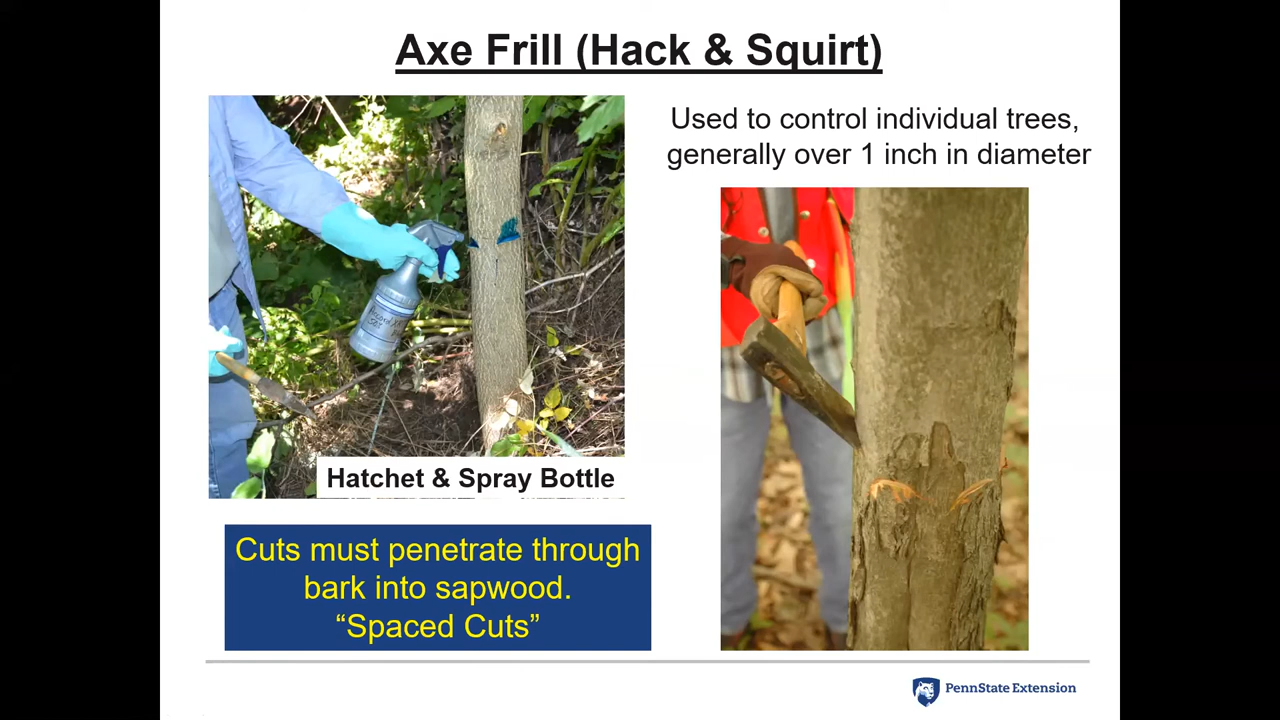 Axe Frill (Hack & Squirt)
Used to control individual trees,
generally over 1 inch in diameter
Hatchet & Spray Bottle
Cuts must penetrate through
bark into sapwood.
“Spaced Cuts”
PennState Extension